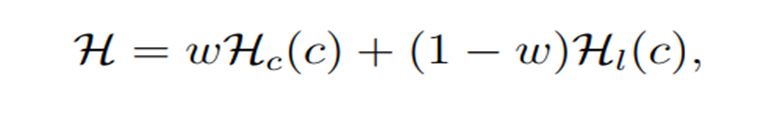 ℋ = wℋ_c(c) + (1 − w)ℋ_l(c),